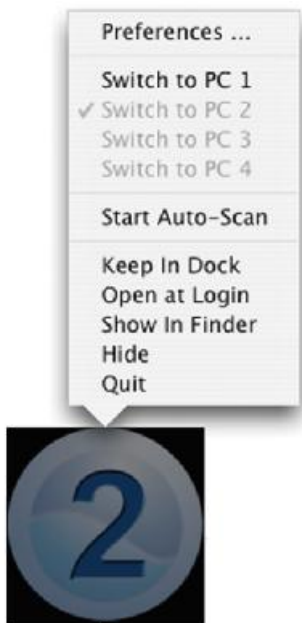 Preferences ...
Switch to PC 1
✓ Switch to PC 2
Switch to PC 3
Switch to PC 4
Start Auto-Scan
Keep In Dock
Open at Login
Show In Finder
Hide
Quit
2